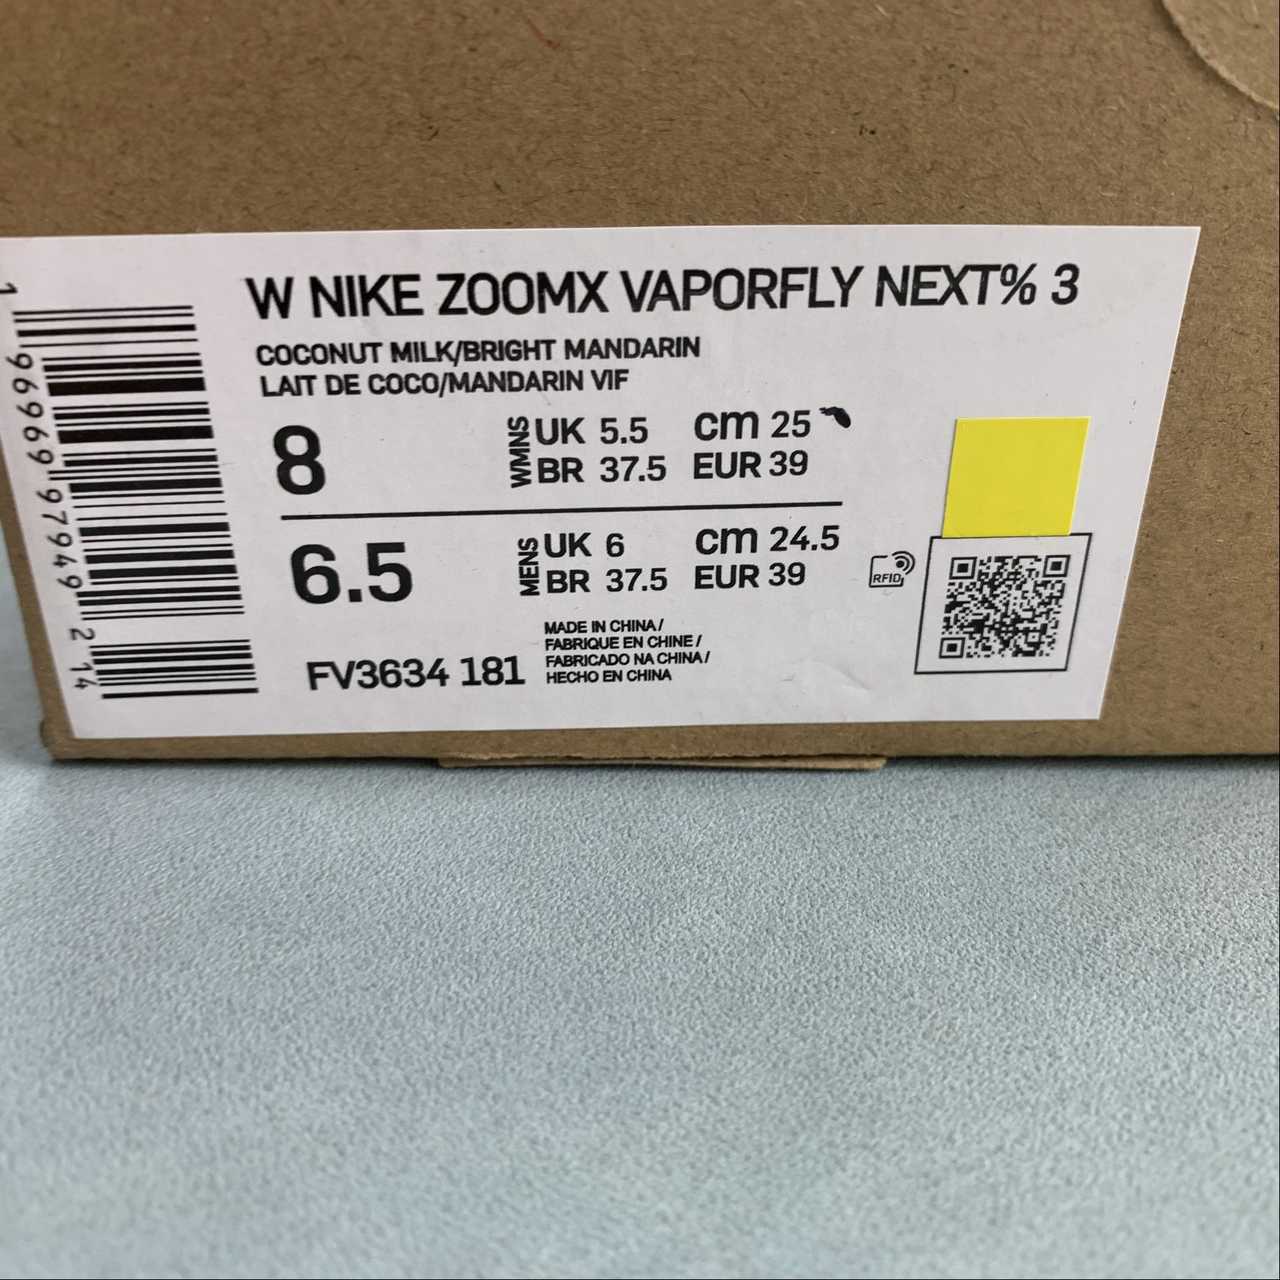 W NIKE ZOOMX VAPORFLY NEXT% 3
COCONUT MILK/BRIGHT MANDARIN
LAIT DE COCO/MANDARIN VIF
8 WMNS UK 5.5 cm 25
BR 37.5 EUR 39
6.5 MENS UK 6 cm 24.5
BR 37.5 EUR 39
RFID
FV3634 181
MADE IN CHINA/
FABRIQUE EN CHINE/
FABRICADO NA CHINA/
HECHO EN CHINA
1 96969 97949 2 14